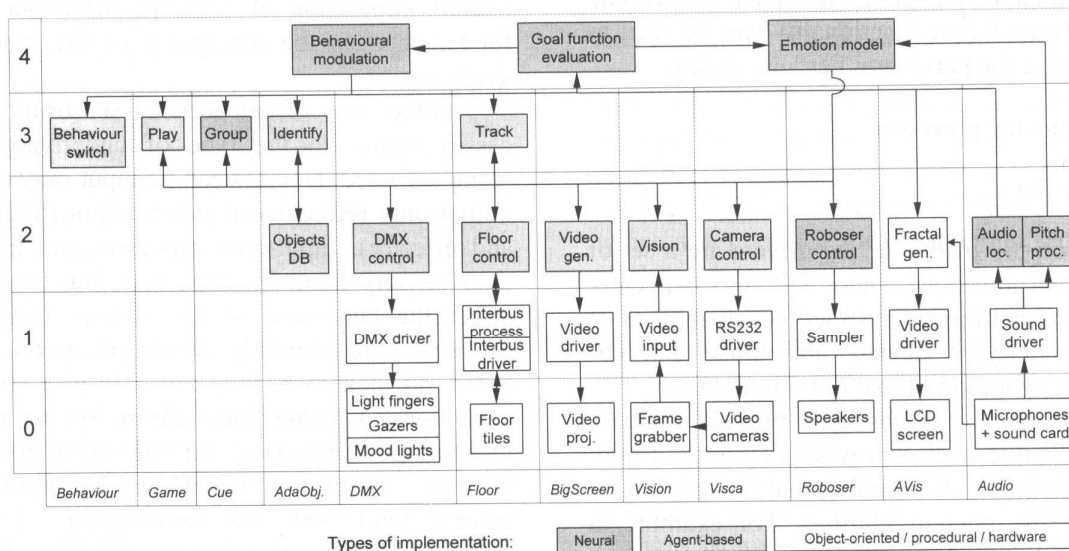 4
Behavioural
modulation
Goal function
evaluation
Emotion model
3
Behaviour
switch
Play
Group
Identify
Track
2
Objects
DB
DMX
control
Floor
control
Video
gen.
Vision
Camera
control
Roboser
control
Fractal
gen.
Audio
loc.
Pitch
proc.
1
DMX driver
Interbus
process
Interbus
driver
Video
driver
Video
input
RS232
driver
Sampler
Video
driver
Sound
driver
0
Light fingers
Gazers
Mood lights
Floor
tiles
Video
proj.
Frame
grabber
Video
cameras
Speakers
LCD
screen
Microphones
+ sound card
Behaviour
Game
Cue
AdaObj.
DMX
Floor
BigScreen
Vision
Visca
Roboser
AVis
Audio
Types of implementation:
Neural
Agent-based
Object-oriented / procedural / hardware